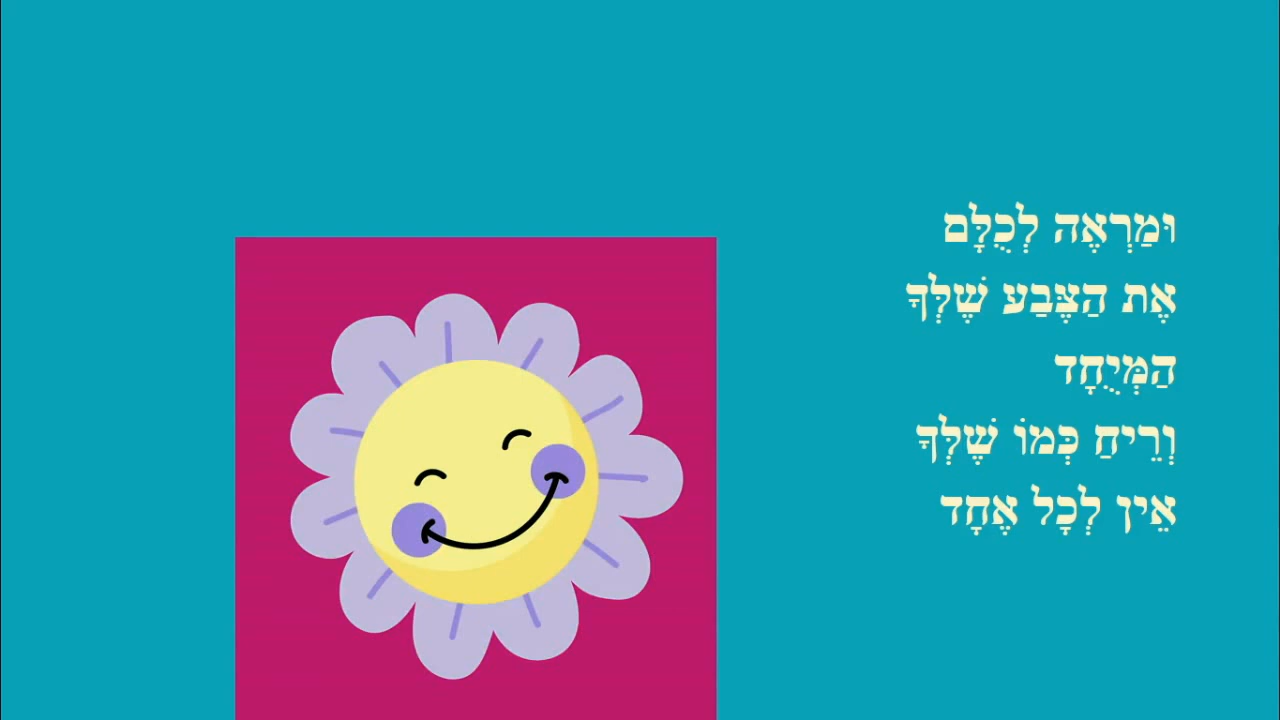 וּמַרְאֶה לְכֻלָּם
אֶת הַצֶּבַע שֶׁלְּךָ
הַמְּיֻחָד
וְרֵיחַ כְּמוֹ שֶׁלְּךָ
אֵין לְכָל אֶחָד